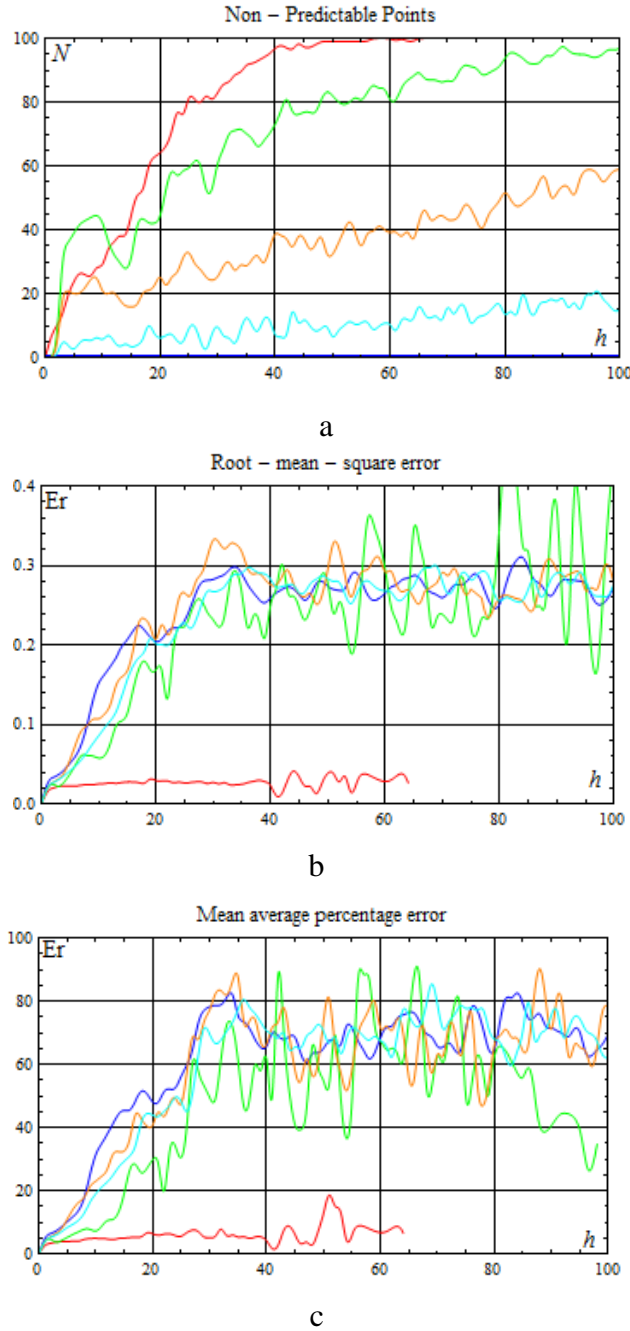 Non – Predictable Points
N
100
80
60
40
20
0
0 20 40 60 80 100
h
a
Root – mean – square error
Er
0.4
0.3
0.2
0.1
0.0
0 20 40 60 80 100
h
b
Mean average percentage error
Er
100
80
60
40
20
0
0 20 40 60 80 100
h
c